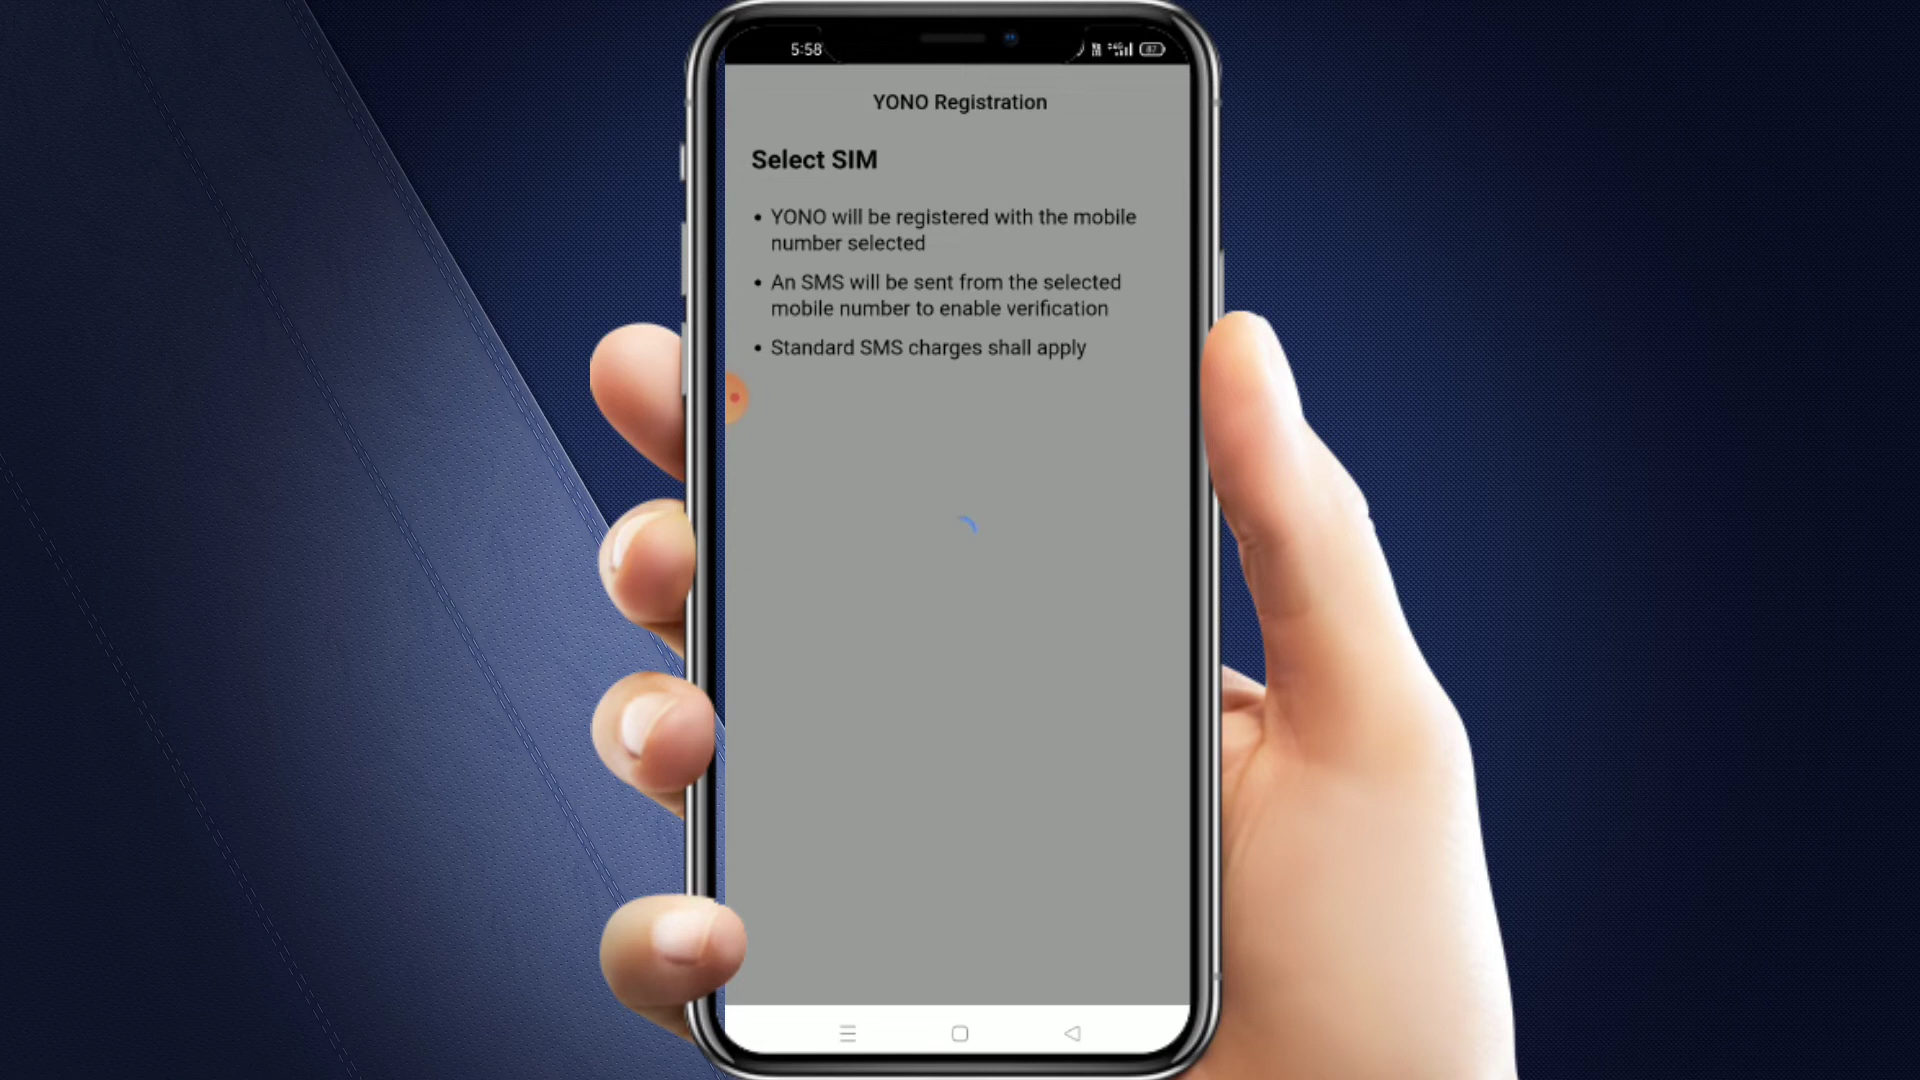 5:58
87
YONO Registration
Select SIM
• YONO will be registered with the mobile
number selected
• An SMS will be sent from the selected
mobile number to enable verification
• Standard SMS charges shall apply